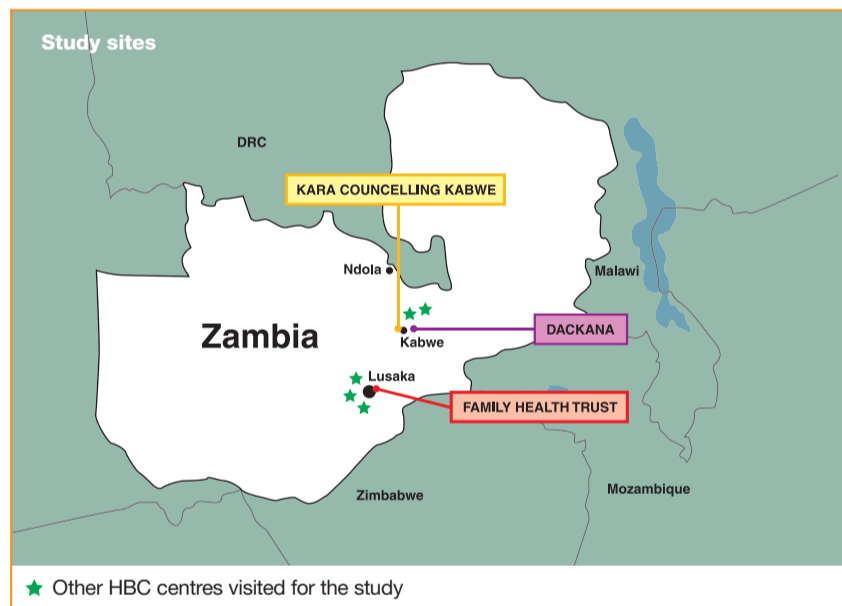 Study sites
DRC
KARA COUNCELLING KABWE
Ndola
Malawi
Zambia
Kabwe
DACKANA
Lusaka
FAMILY HEALTH TRUST
Zimbabwe
Mozambique
Other HBC centres visited for the study